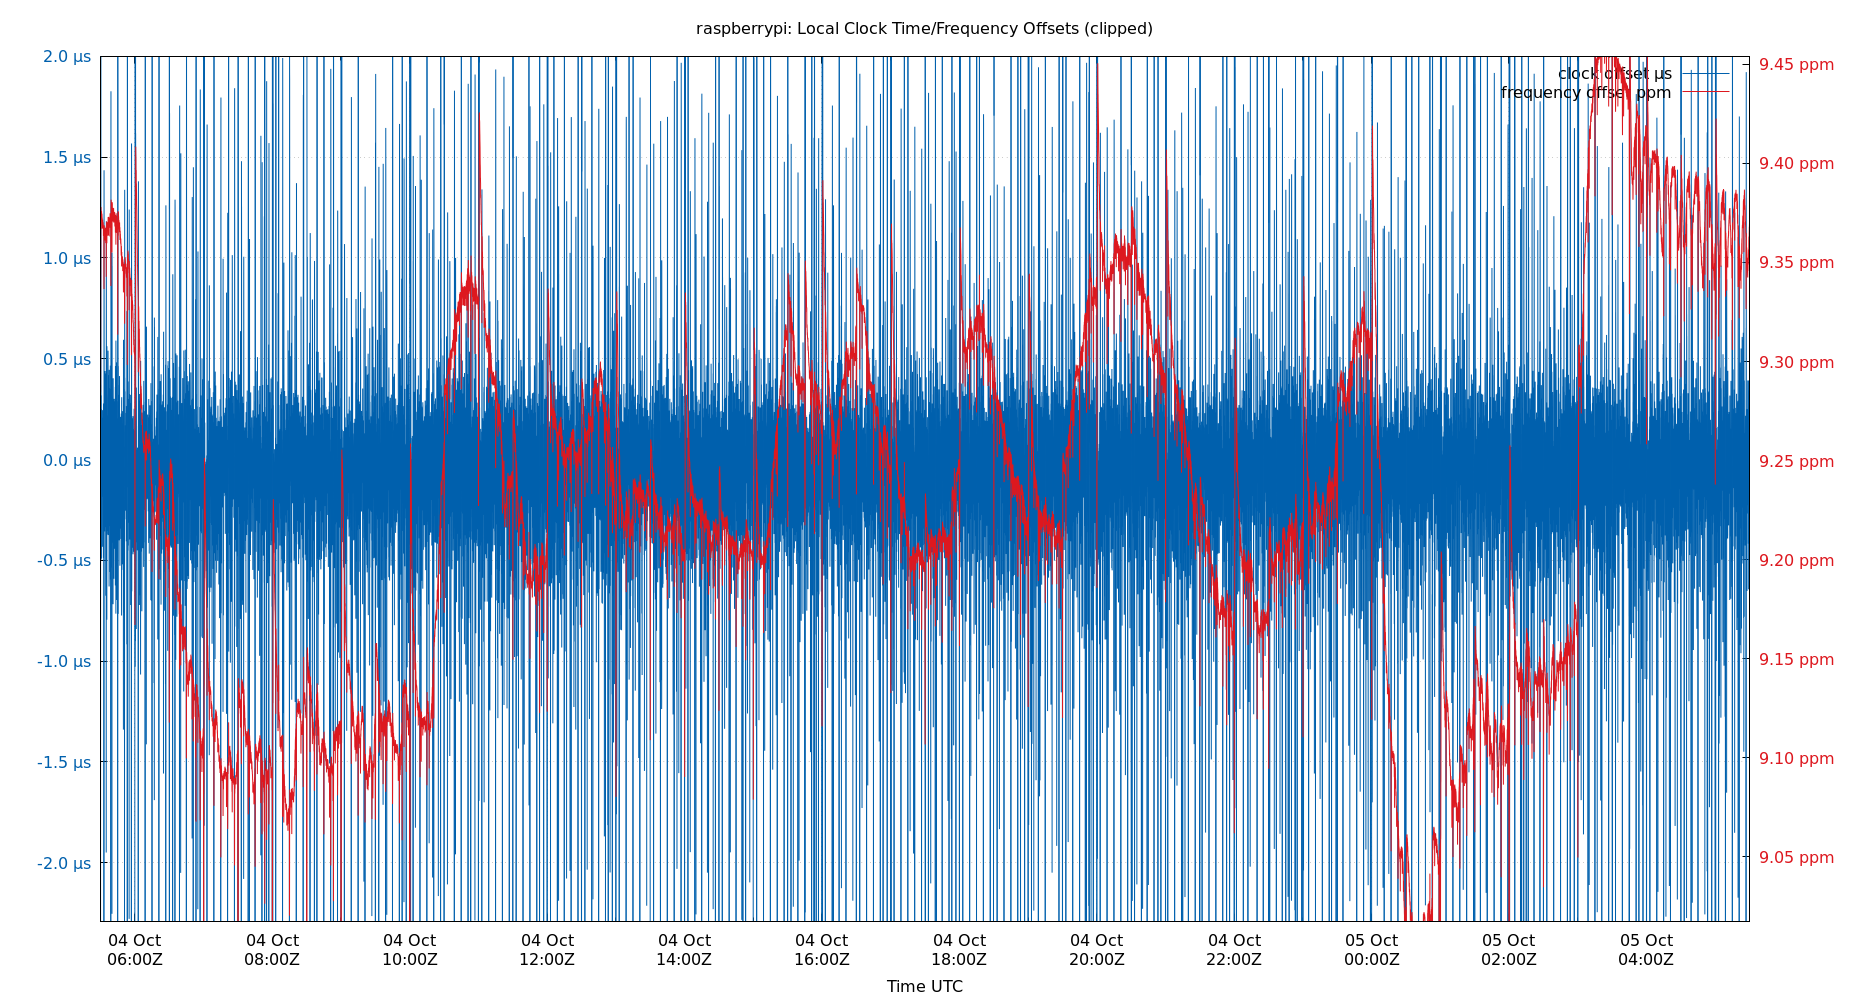 raspberrypi: Local Clock Time/Frequency Offsets (clipped)
2.0 µs
1.5 µs
1.0 µs
0.5 µs
0.0 µs
-0.5 µs
-1.0 µs
-1.5 µs
-2.0 µs
clock offset µs
frequency offset ppm
9.45 ppm
9.40 ppm
9.35 ppm
9.30 ppm
9.25 ppm
9.20 ppm
9.15 ppm
9.10 ppm
9.05 ppm
04 Oct 04 Oct 04 Oct 04 Oct 04 Oct 04 Oct 04 Oct 04 Oct 04 Oct 05 Oct 05 Oct 05 Oct
06:00Z 08:00Z 10:00Z 12:00Z 14:00Z 16:00Z 18:00Z 20:00Z 22:00Z 00:00Z 02:00Z 04:00Z
Time UTC